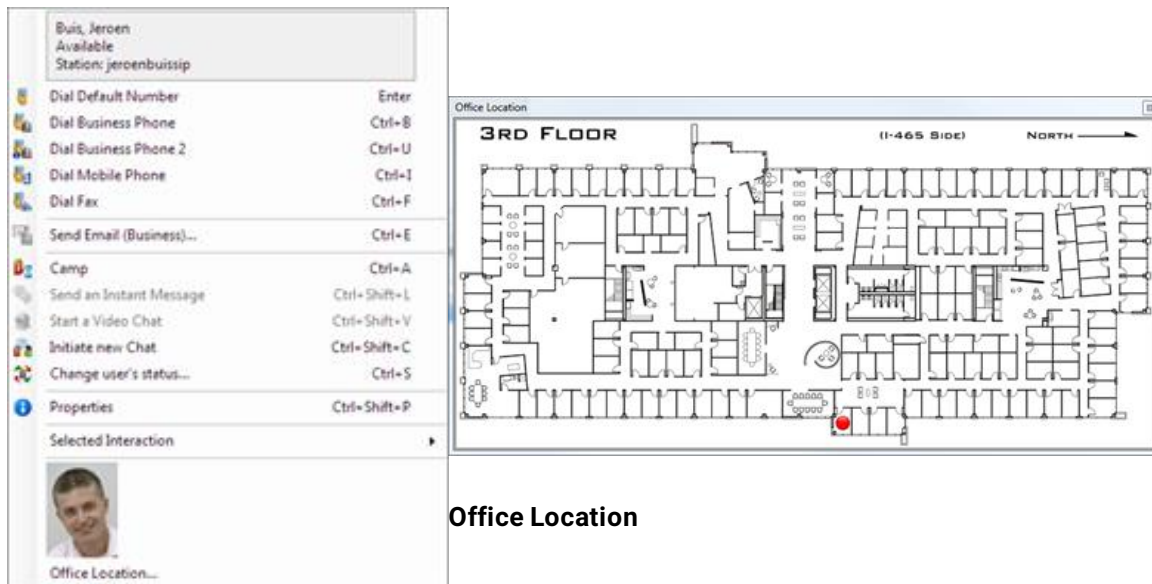 Buis, Jeroen
Available
Station: jeroenbuissip
Dial Default Number Enter
Dial Business Phone Ctrl+B
Dial Business Phone 2 Ctrl+U
Dial Mobile Phone Ctrl+I
Dial Fax Ctrl+F
Send Email (Business)... Ctrl+E
Camp Ctrl+A
Send an Instant Message Ctrl+Shift+L
Start a Video Chat Ctrl+Shift+V
Initiate new Chat Ctrl+Shift+C
Change user's status... Ctrl+S
Properties Ctrl+Shift+P
Selected Interaction
Office Location...
Office Location
3RD FLOOR (I-465 SIDE) NORTH
Office Location